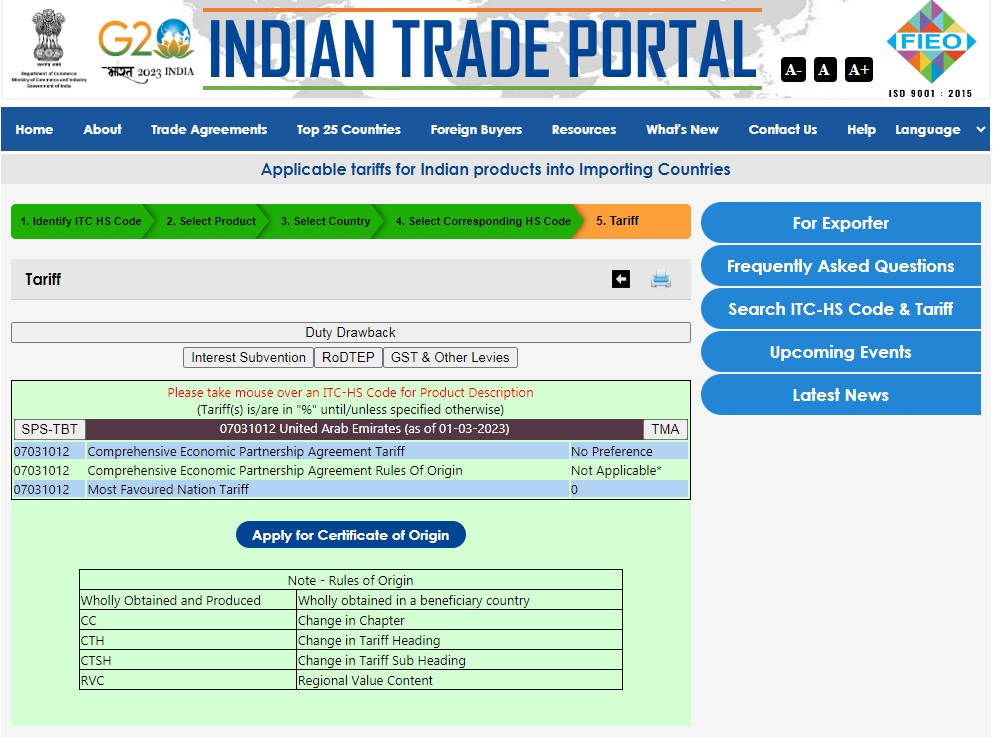 Department of Commerce
Ministry of Commerce and Industry
Government of India
G20
भारत 2023 INDIA
INDIAN TRADE PORTAL
A- A A+
FIEO
ISO 9001 : 2015
Home About Trade Agreements Top 25 Countries Foreign Buyers Resources What's New Contact Us Help Language
Applicable tariffs for Indian products into Importing Countries
1. Identify ITC HS Code 2. Select Product 3. Select Country 4. Select Corresponding HS Code 5. Tariff
Tariff
Duty Drawback
Interest Subvention RoDTEP GST & Other Levies
Please take mouse over an ITC-HS Code for Product Description
(Tariff(s) is/are in "%" until/unless specified otherwise)
SPS-TBT 07031012 United Arab Emirates (as of 01-03-2023) TMA
07031012 Comprehensive Economic Partnership Agreement Tariff No Preference
07031012 Comprehensive Economic Partnership Agreement Rules Of Origin Not Applicable*
07031012 Most Favoured Nation Tariff 0
Apply for Certificate of Origin
Note - Rules of Origin
Wholly Obtained and Produced Wholly obtained in a beneficiary country
CC Change in Chapter
CTH Change in Tariff Heading
CTSH Change in Tariff Sub Heading
RVC Regional Value Content
For Exporter
Frequently Asked Questions
Search ITC-HS Code & Tariff
Upcoming Events
Latest News